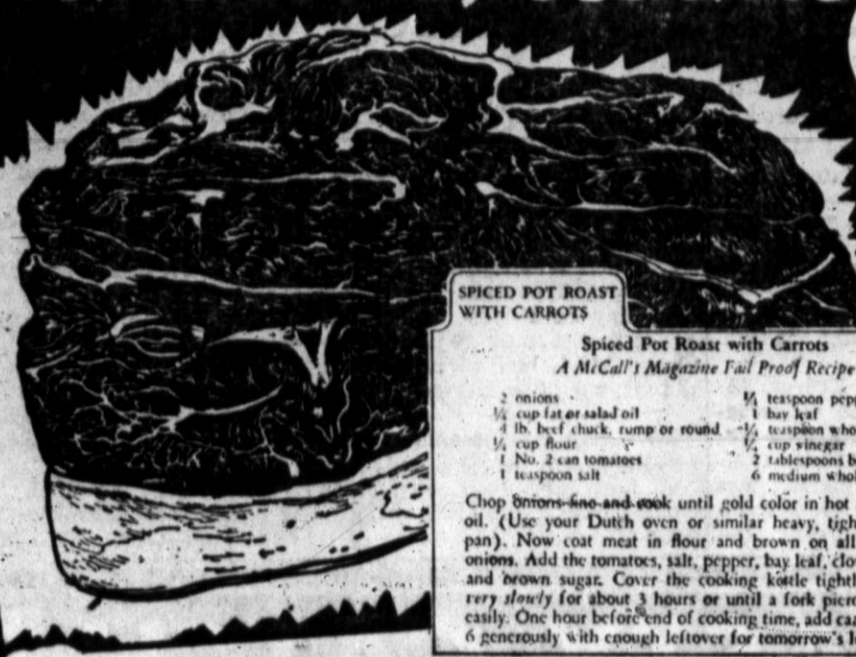 SPICED POT ROAST
WITH CARROTS
Spiced Pot Roast with Carrots
A McCall's Magazine Fail Proof Recipe
2 onions
¼ cup fat or salad oil
4 lb. beef chuck, rump or round
¼ cup flour
1 No. 2 can tomatoes
1 teaspoon salt
teaspoon pepp
1 bay leaf
teaspoon who
cup vinegar
2 tablespoons b
6 medium whol
Chop onions fine and cook until gold color in hot
oil. (Use your Dutch oven or similar heavy, tigh
pan). Now coat meat in flour and brown on all
onions. Add the tomatoes, salt, pepper, bay leaf, clo
and brown sugar. Cover the cooking kettle tightl
very slowly for about 3 hours or until a fork pierc
easily. One hour before end of cooking time, add ca
6 generously with enough leftover for tomorrow's l